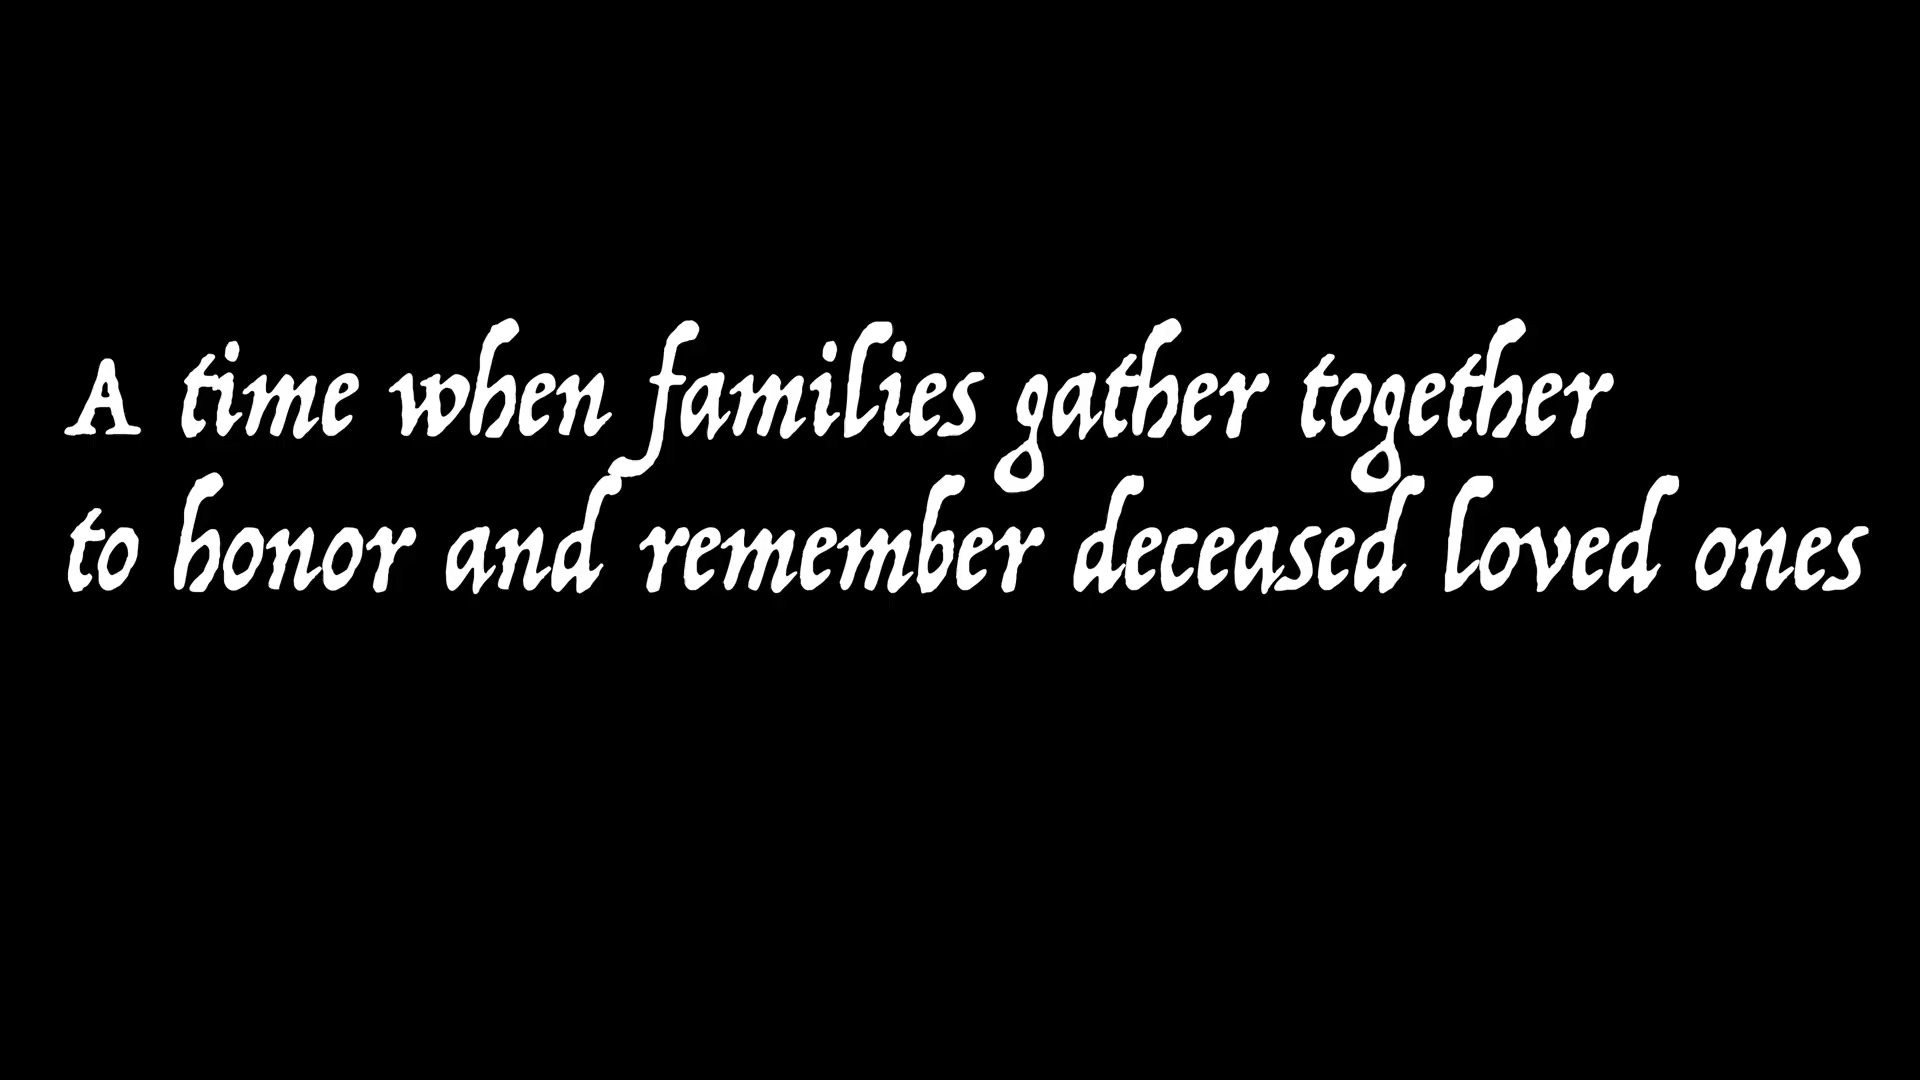 A time when families gather together
to honor and remember deceased loved ones